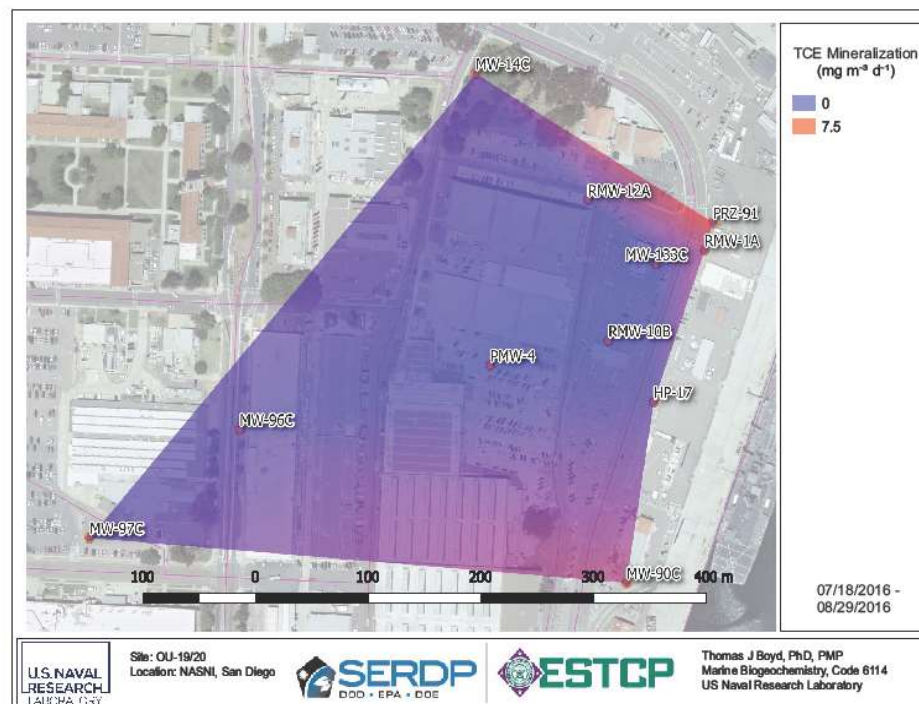 MW-14C
RMW-12A
PRZ-91
RMW-1A
MW-133C
RMW-10B
PMW-4
HP-17
MW-96C
MW-97C
MW-90C
100 0 100 200 300 400 m
TCE Mineralization
(mg m⁻³ d⁻¹)
0
7.5
07/18/2016 -
08/29/2016
U.S. NAVAL
RESEARCH
LABORATORY
Site: OU-19/20
Location: NASNI, San Diego
SERDP
DOD • EPA • DOE
ESTCP
Thomas J Boyd, PhD, PMP
Marine Biogeochemistry, Code 6114
US Naval Research Laboratory